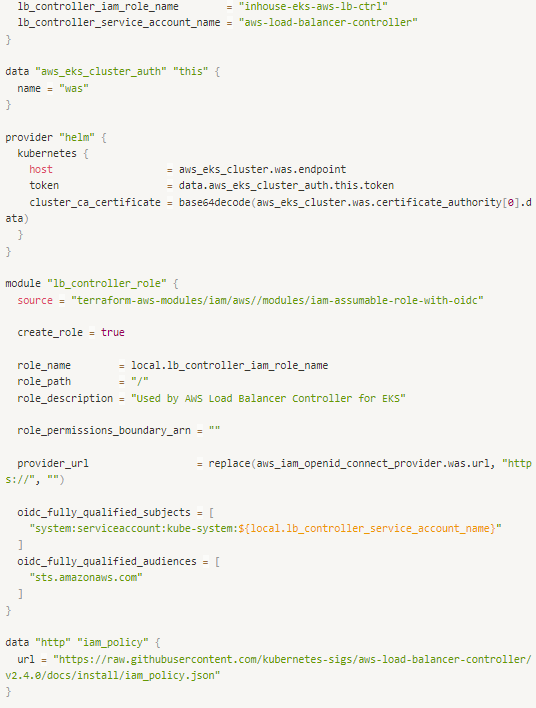 lb_controller_iam_role_name        = "inhouse-eks-aws-lb-ctrl"
  lb_controller_service_account_name = "aws-load-balancer-controller"
}
data "aws_eks_cluster_auth" "this" {
  name = "was"
}
provider "helm" {
  kubernetes {
    host                   = aws_eks_cluster.was.endpoint
    token                  = data.aws_eks_cluster_auth.this.token
    cluster_ca_certificate = base64decode(aws_eks_cluster.was.certificate_authority[0].d
ata)
  }
}
module "lb_controller_role" {
  source = "terraform-aws-modules/iam/aws//modules/iam-assumable-role-with-oidc"
  create_role = true
  role_name        = local.lb_controller_iam_role_name
  role_path        = "/"
  role_description = "Used by AWS Load Balancer Controller for EKS"
  role_permissions_boundary_arn = ""
  provider_url                  = replace(aws_iam_openid_connect_provider.was.url, "http
s://", "")
  oidc_fully_qualified_subjects = [
    "system:serviceaccount:kube-system:${local.lb_controller_service_account_name}"
  ]
  oidc_fully_qualified_audiences = [
    "sts.amazonaws.com"
  ]
}
data "http" "iam_policy" {
  url = "https://raw.githubusercontent.com/kubernetes-sigs/aws-load-balancer-controller/
v2.4.0/docs/install/iam_policy.json"
}